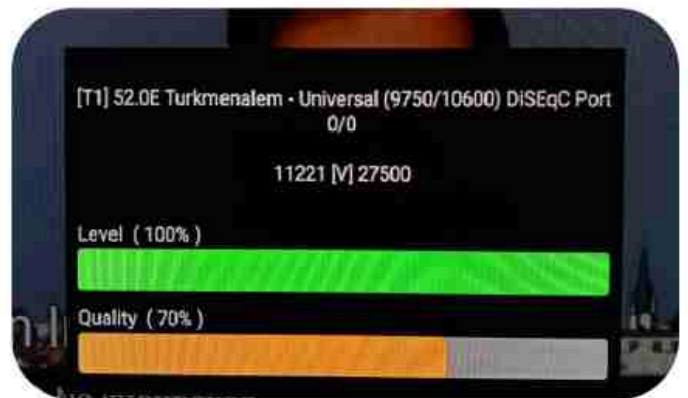 [T1] 52.0E Turkmenalem - Universal (9750/10600) DiSEqC Port
0/0
11221 [V] 27500
Level ( 100% )
Quality ( 70% )